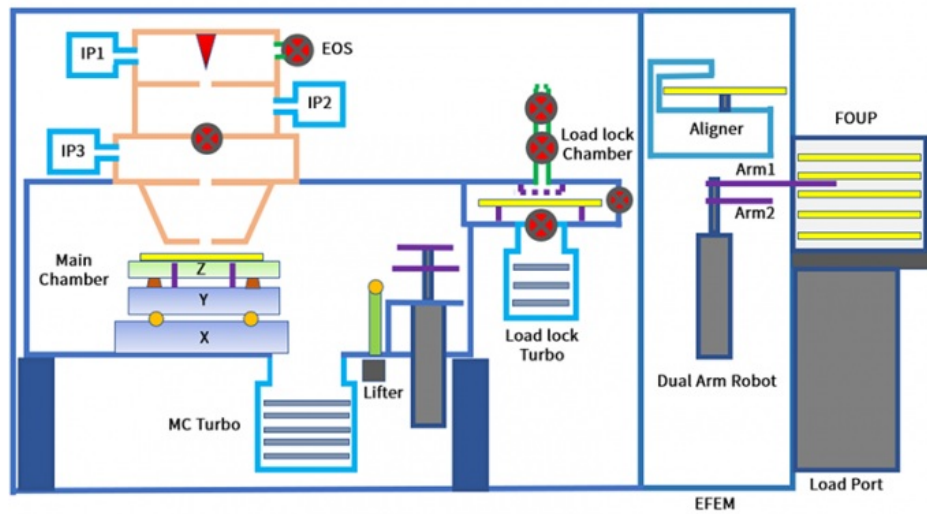 IP1
EOS
IP2
IP3
Load lock
Chamber
Aligner
FOUP
Arm1
Arm2
Main
Chamber
Z
Y
X
Load lock
Turbo
Lifter
MC Turbo
Dual Arm Robot
Load Port
EFEM